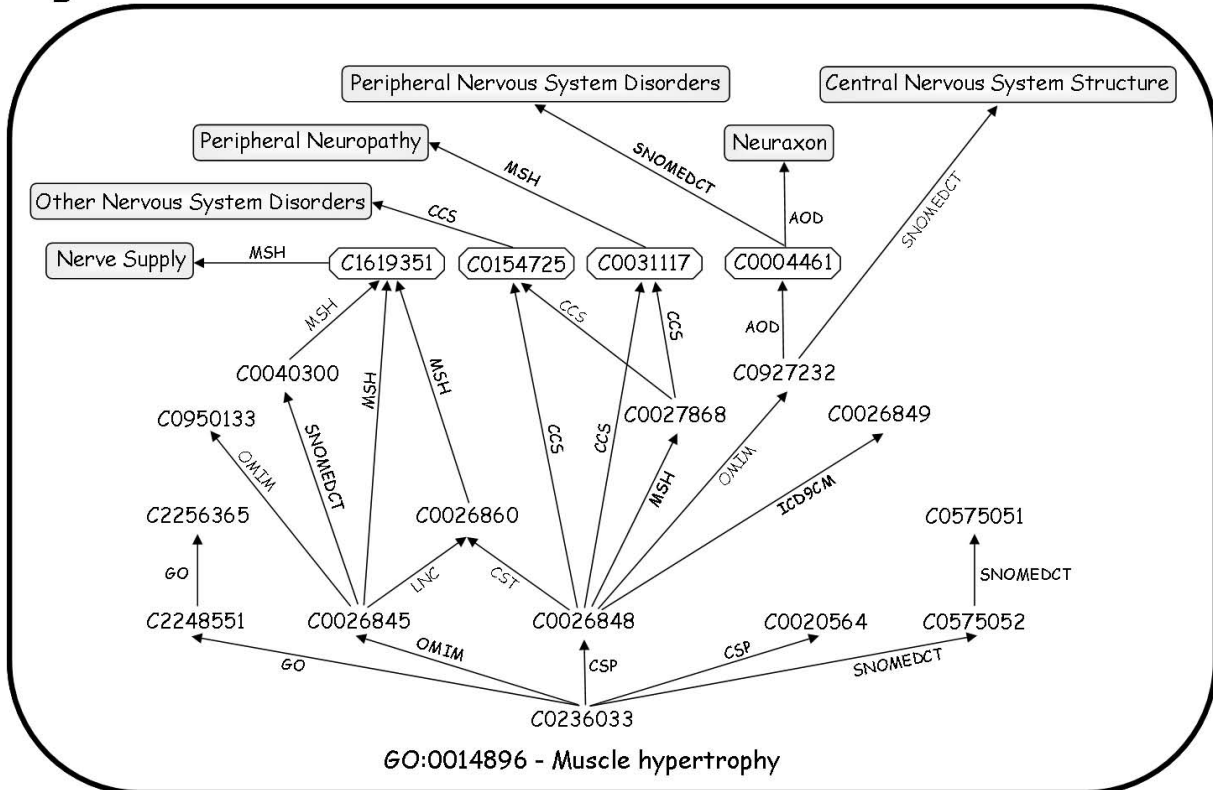 Peripheral Nervous System Disorders
Central Nervous System Structure
Peripheral Neuropathy
Neuraxon
SNOMEDCT
MSH
Other Nervous System Disorders
CCS
AOD
SNOMEDCT
Nerve Supply
MSH
C1619351
C0154725
C0031117
C0004461
MSH
CCS
CCS
AOD
C0040300
MSH
MSH
C0927232
C0950133
C0027868
C0026849
OMIM
SNOMEDCT
CCS
CCS
MSH
OMIM
ICD9CM
C2256365
C0026860
C0575051
GO
LNC
CST
SNOMEDCT
C2248551
C0026845
C0026848
C0020564
C0575052
GO
OMIM
CSP
CSP
SNOMEDCT
C0236033
GO:0014896 - Muscle hypertrophy